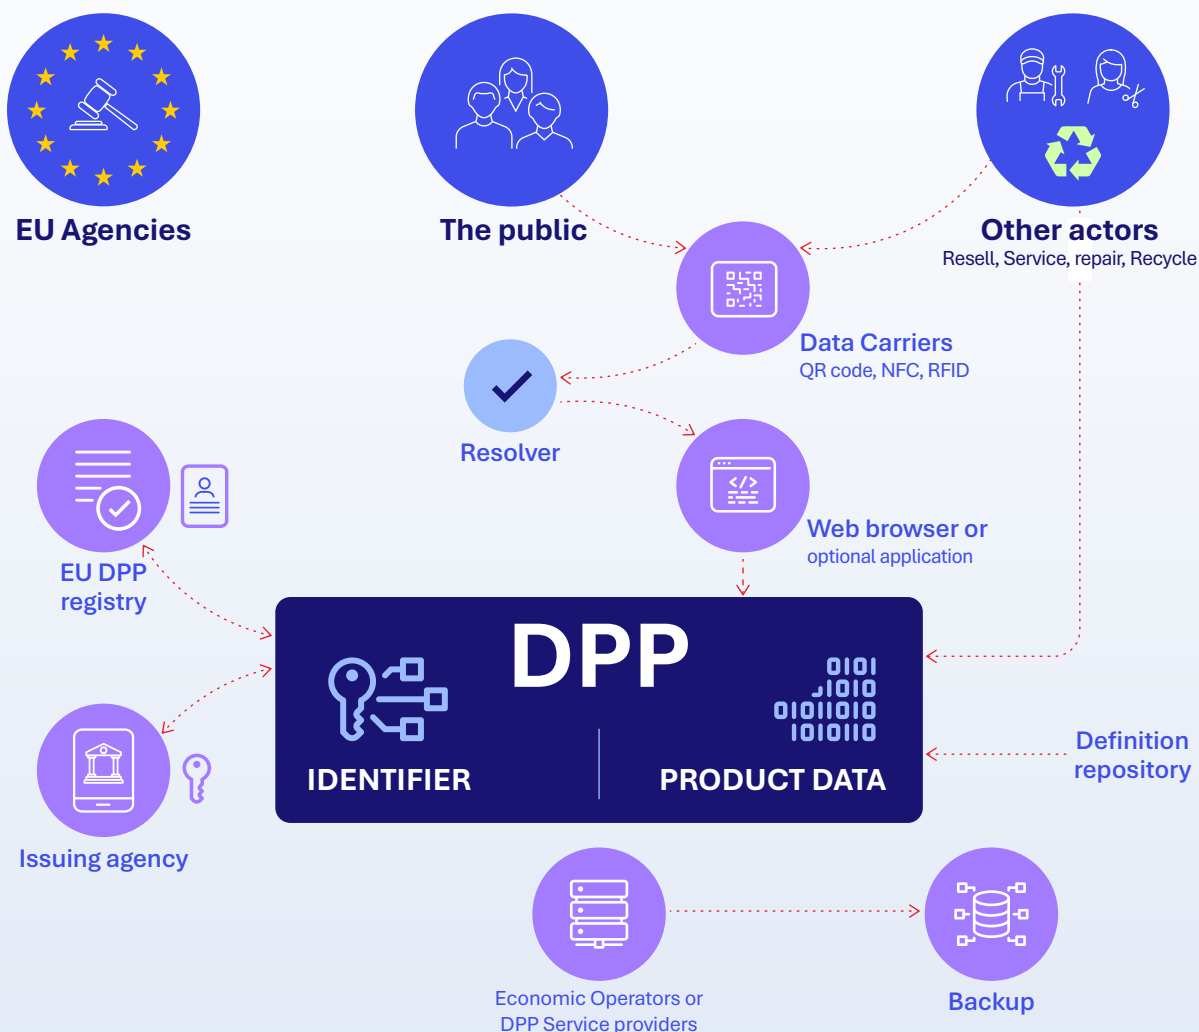 EU Agencies
The public
Other actors
Resell, Service, repair, Recycle
Data Carriers
QR code, NFC, RFID
Resolver
Web browser or
optional application
EU DPP
registry
DPP
0101
1010
01011010
1010110
IDENTIFIER
PRODUCT DATA
Definition
repository
Issuing agency
Economic Operators or
DPP Service providers
Backup